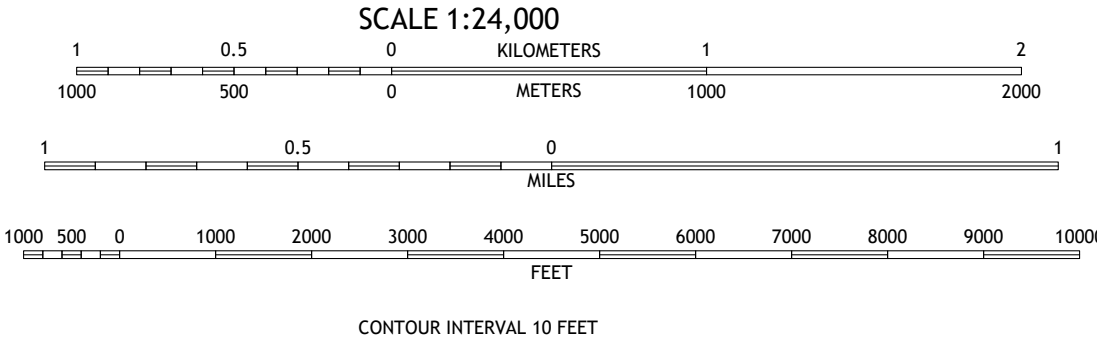 SCALE 1:24,000
1 0.5 0 KILOMETERS 1 2
1000 500 0 METERS 1000 2000
1 0.5 0 1
MILES
1000 500 0 1000 2000 3000 4000 5000 6000 7000 8000 9000 10000
FEET
CONTOUR INTERVAL 10 FEET